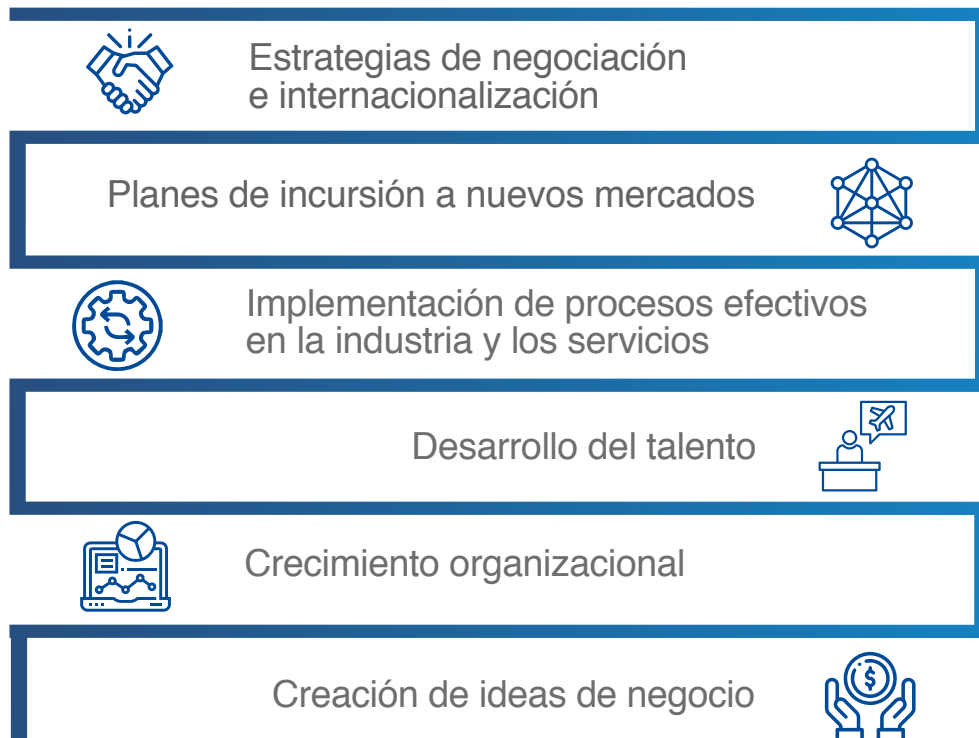 Estrategias de negociación
e internacionalización
Planes de incursión a nuevos mercados
Implementación de procesos efectivos
en la industria y los servicios
Desarrollo del talento
Crecimiento organizacional
Creación de ideas de negocio
$